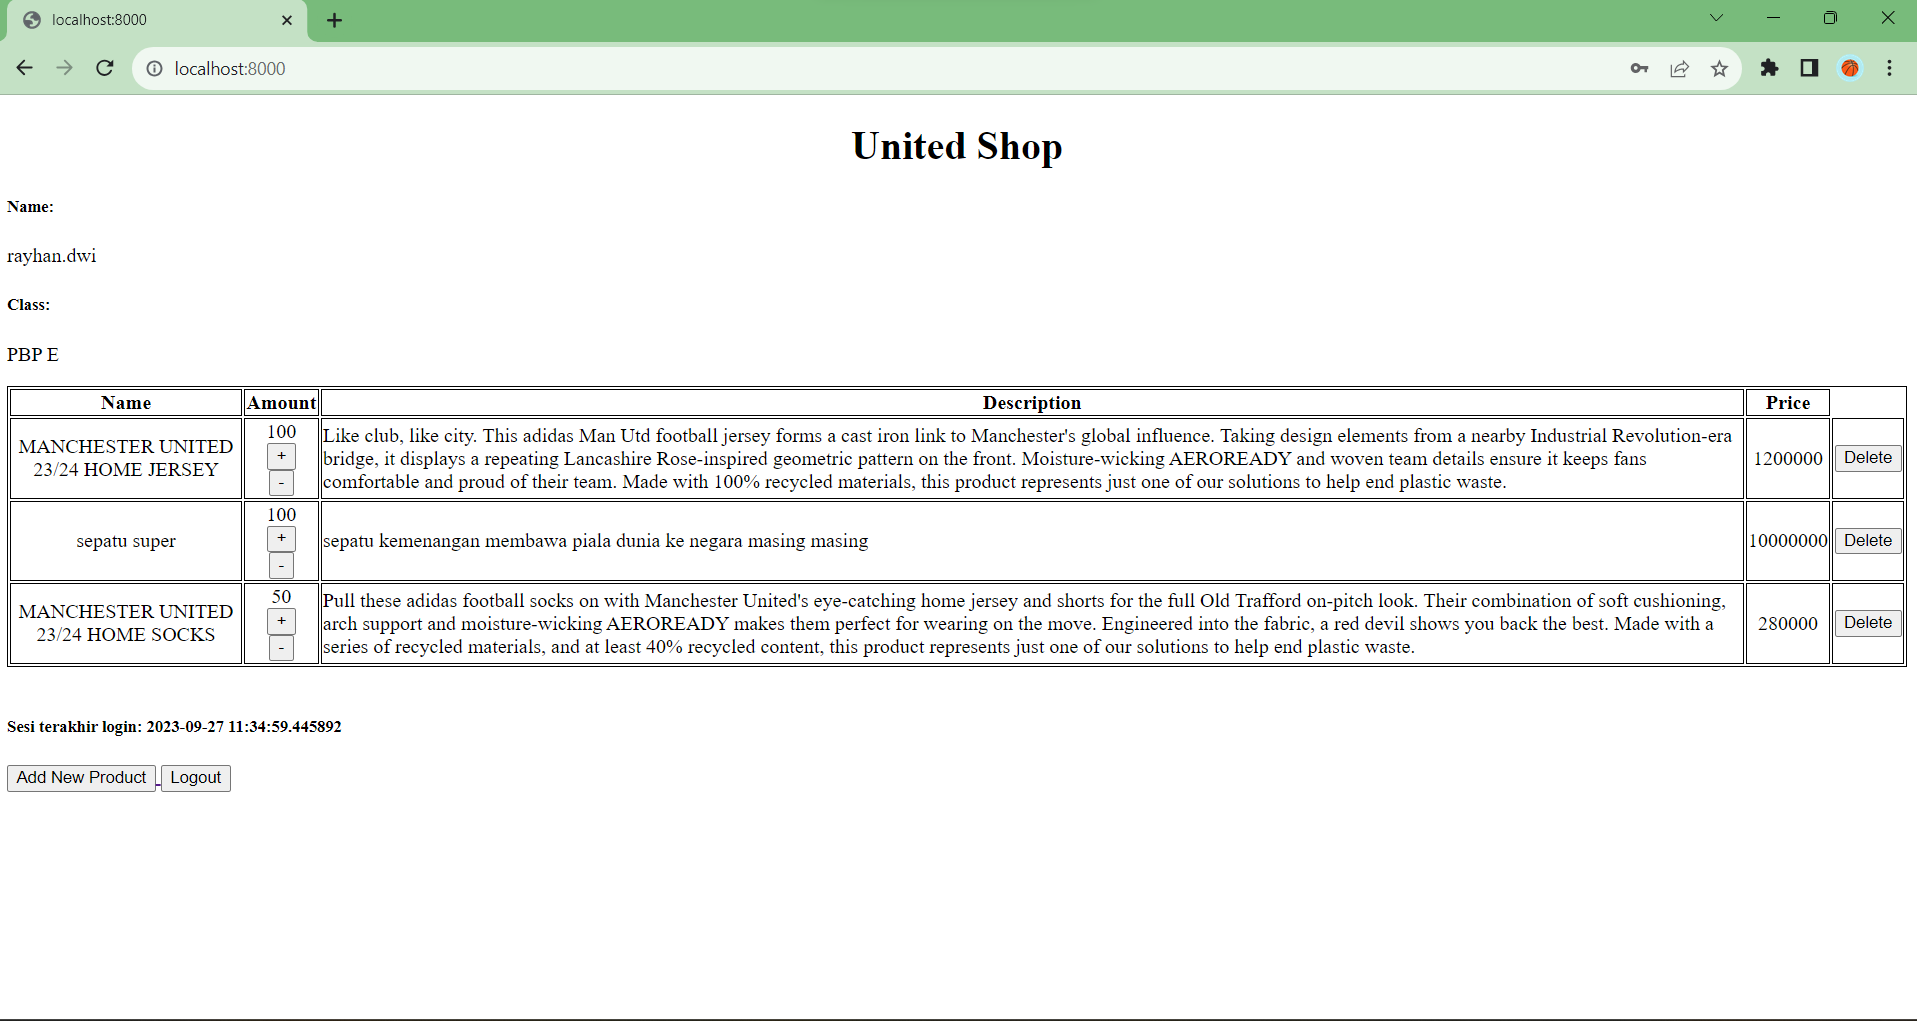 localhost:8000
localhost:8000
United Shop
Name:
rayhan.dwi
Class:
PBP E
Name Amount Description Price
MANCHESTER UNITED
23/24 HOME JERSEY
100
+
-
Like club, like city. This adidas Man Utd football jersey forms a cast iron link to Manchester's global influence. Taking design elements from a nearby Industrial Revolution-era
bridge, it displays a repeating Lancashire Rose-inspired geometric pattern on the front. Moisture-wicking AEROREADY and woven team details ensure it keeps fans
comfortable and proud of their team. Made with 100% recycled materials, this product represents just one of our solutions to help end plastic waste.
1200000
Delete
sepatu super
100
+
-
sepatu kemenangan membawa piala dunia ke negara masing masing
10000000
Delete
MANCHESTER UNITED
23/24 HOME SOCKS
50
+
-
Pull these adidas football socks on with Manchester United's eye-catching home jersey and shorts for the full Old Trafford on-pitch look. Their combination of soft cushioning,
arch support and moisture-wicking AEROREADY makes them perfect for wearing on the move. Engineered into the fabric, a red devil shows you back the best. Made with a
series of recycled materials, and at least 40% recycled content, this product represents just one of our solutions to help end plastic waste.
280000
Delete
Sesi terakhir login: 2023-09-27 11:34:59.445892
Add New Product Logout